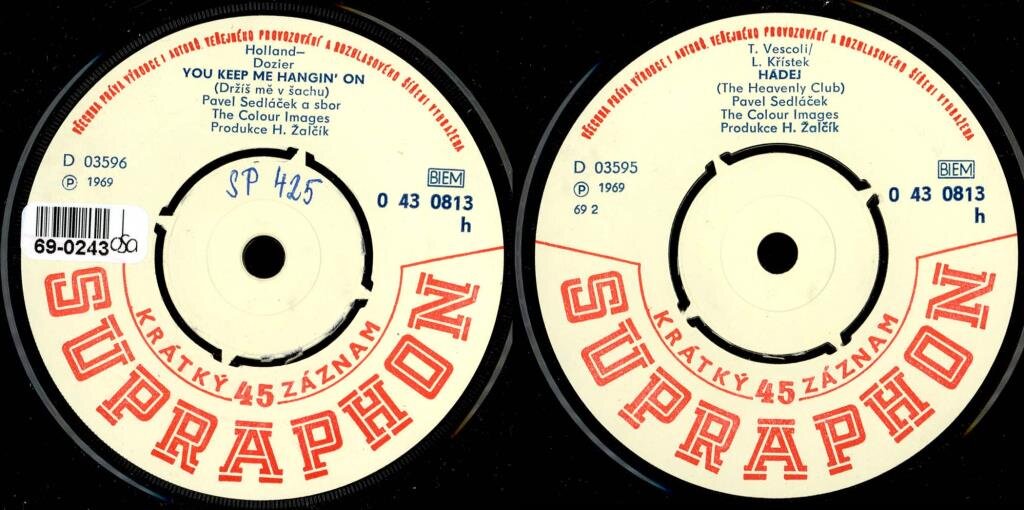 VŠECHNA PRÁVA VÝROBCE I AUTORŮ, VEŘEJNÉHO PROVOZOVÁNÍ A ROZHLASOVÉHO ŠÍŘENÍ VYHRAŽENA
Holland–
Dozier
YOU KEEP ME HANGIN' ON
(Držíš mě v šachu)
Pavel Sedláček a sbor
The Colour Images
Produkce H. Žalčík
D 03596
Ⓟ 1969
SP 425
BIEM
0 43 0813
h
69-0243
KRÁTKÝ 45 ZÁZNAM
SUPRAPHON
VŠECHNA PRÁVA VÝROBCE I AUTORŮ, VEŘEJNÉHO PROVOZOVÁNÍ A ROZHLASOVÉHO ŠÍŘENÍ VYHRAŽENA
T. Vescoli/
L. Křístek
HÁDEJ
(The Heavenly Club)
Pavel Sedláček
The Colour Images
Produkce H. Žalčík
D 03595
Ⓟ 1969
69 2
BIEM
0 43 0813
h
KRÁTKÝ 45 ZÁZNAM
SUPRAPHON